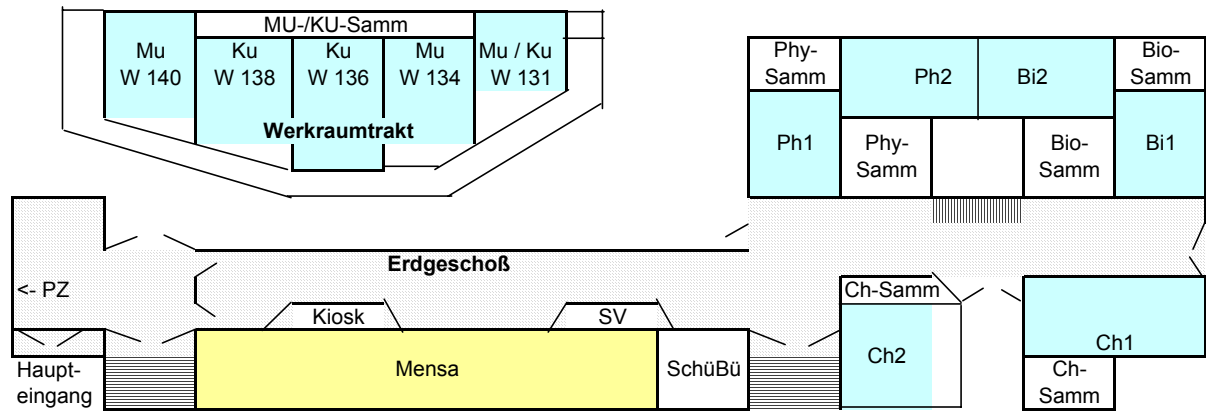 MU-/KU-Samm
Mu
W 140
Ku
W 138
Ku
W 136
Mu
W 134
Mu / Ku
W 131
Werkraumtrakt
Phy-
Samm
Ph2
Bi2
Bio-
Samm
Ph1
Phy-
Samm
Bio-
Samm
Bi1
Erdgeschoß
<- PZ
Kiosk
SV
Ch-Samm
Haupt-
eingang
Mensa
SchüBü
Ch2
Ch1
Ch-
Samm